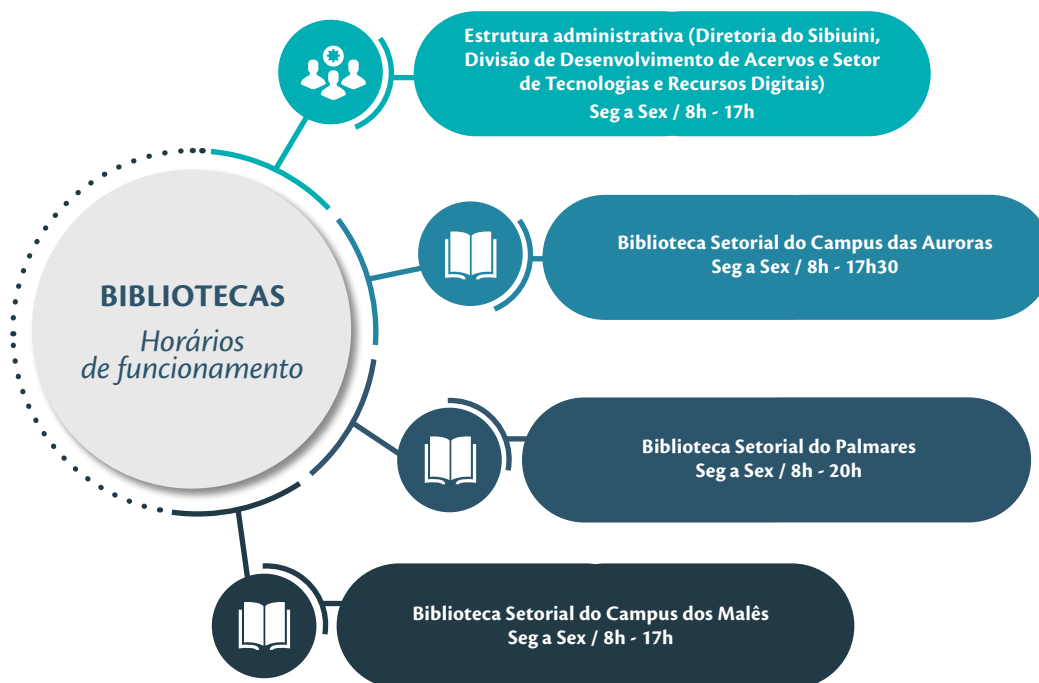 Estrutura administrativa (Diretoria do Sibiuini,
Divisão de Desenvolvimento de Acervos e Setor
de Tecnologias e Recursos Digitais)
Seg a Sex / 8h - 17h
BIBLIOTECAS
Horários
de funcionamento
Biblioteca Setorial do Campus das Auroras
Seg a Sex / 8h - 17h30
Biblioteca Setorial do Palmares
Seg a Sex / 8h - 20h
Biblioteca Setorial do Campus dos Malês
Seg a Sex / 8h - 17h